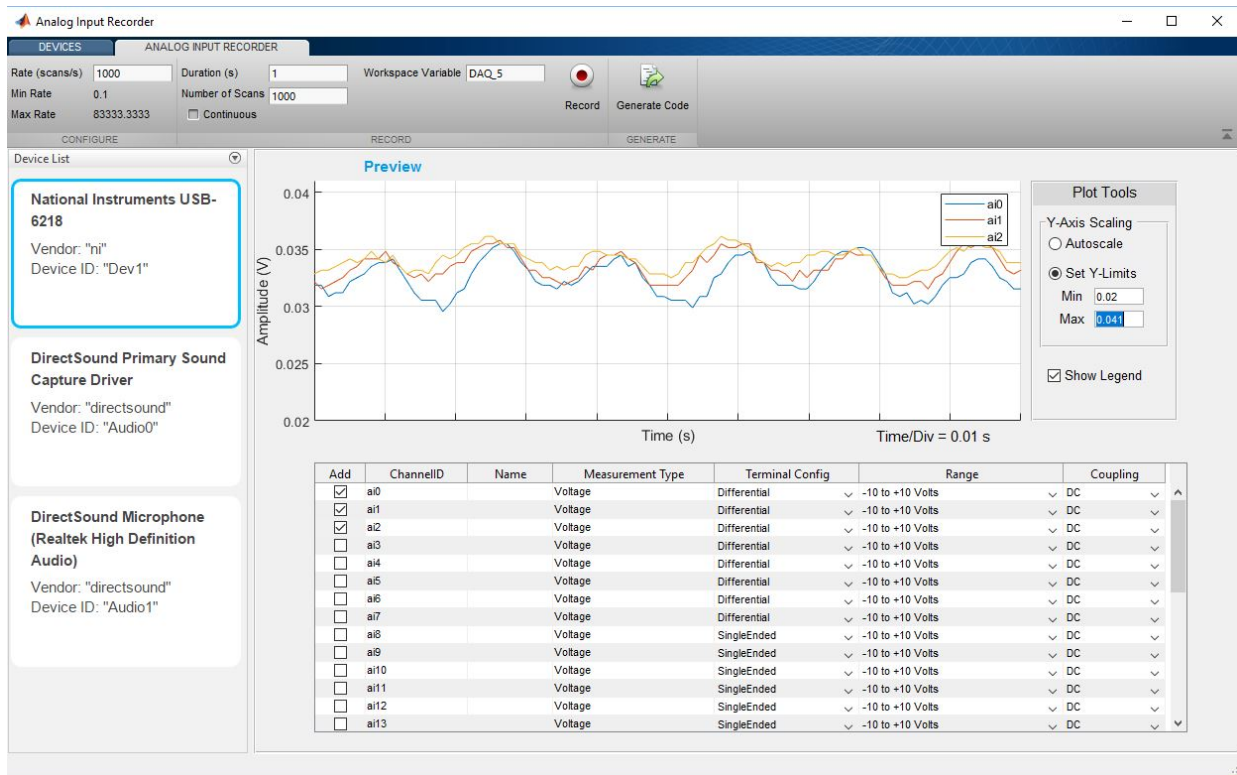 Analog Input Recorder
DEVICES ANALOG INPUT RECORDER
Rate (scans/s) 1000 Duration (s) 1 Workspace Variable DAQ_5
Min Rate 0.1 Number of Scans 1000
Max Rate 83333.3333 Continuous
Record Generate Code
CONFIGURE RECORD GENERATE
Device List
National Instruments USB-
6218
Vendor: "ni"
Device ID: "Dev1"
DirectSound Primary Sound
Capture Driver
Vendor: "directsound"
Device ID: "Audio0"
DirectSound Microphone
(Realtek High Definition
Audio)
Vendor: "directsound"
Device ID: "Audio1"
Preview
0.04
0.035
0.03
0.025
0.02
Amplitude (V)
ai0
ai1
ai2
Time (s) Time/Div = 0.01 s
Plot Tools
Y-Axis Scaling
Autoscale
Set Y-Limits
Min 0.02
Max 0.041
Show Legend
Add ChannelID Name Measurement Type Terminal Config Range Coupling
ai0 Voltage Differential -10 to +10 Volts DC
ai1 Voltage Differential -10 to +10 Volts DC
ai2 Voltage Differential -10 to +10 Volts DC
ai3 Voltage Differential -10 to +10 Volts DC
ai4 Voltage Differential -10 to +10 Volts DC
ai5 Voltage Differential -10 to +10 Volts DC
ai6 Voltage Differential -10 to +10 Volts DC
ai7 Voltage Differential -10 to +10 Volts DC
ai8 Voltage SingleEnded -10 to +10 Volts DC
ai9 Voltage SingleEnded -10 to +10 Volts DC
ai10 Voltage SingleEnded -10 to +10 Volts DC
ai11 Voltage SingleEnded -10 to +10 Volts DC
ai12 Voltage SingleEnded -10 to +10 Volts DC
ai13 Voltage SingleEnded -10 to +10 Volts DC